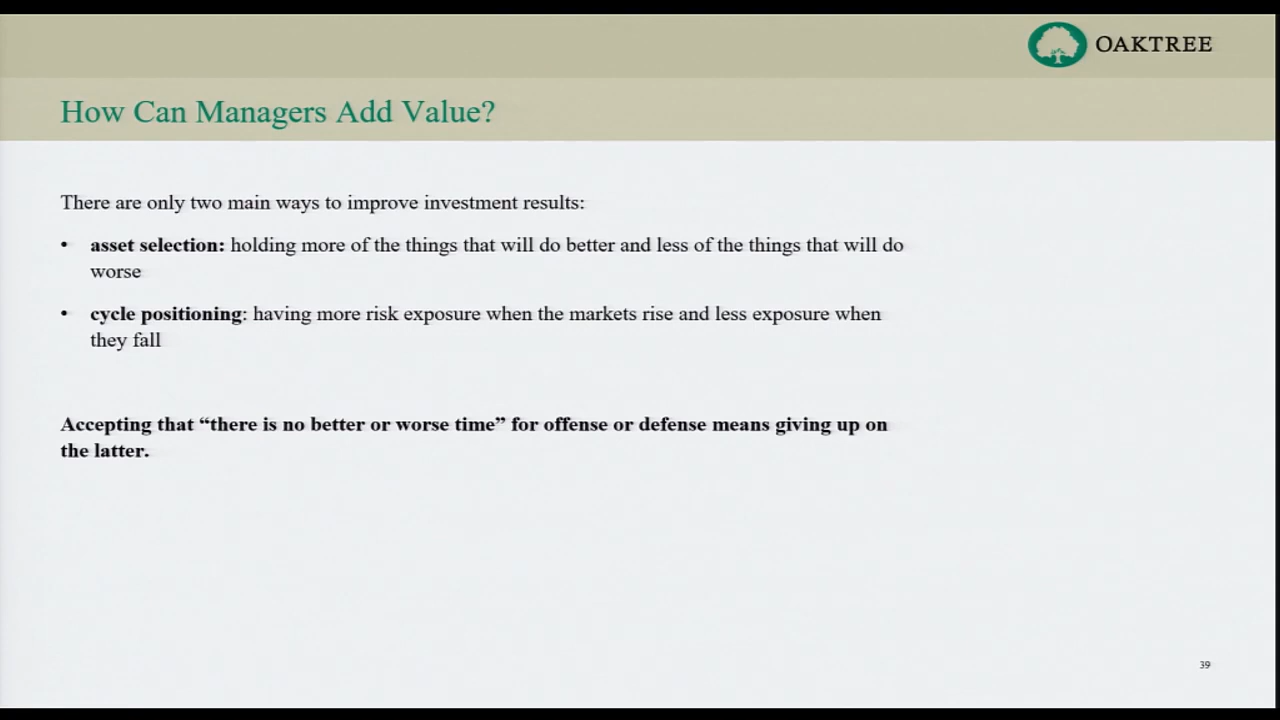 OAKTREE
How Can Managers Add Value?
There are only two main ways to improve investment results:
• asset selection: holding more of the things that will do better and less of the things that will do
worse
• cycle positioning: having more risk exposure when the markets rise and less exposure when
they fall
Accepting that “there is no better or worse time” for offense or defense means giving up on
the latter.
39